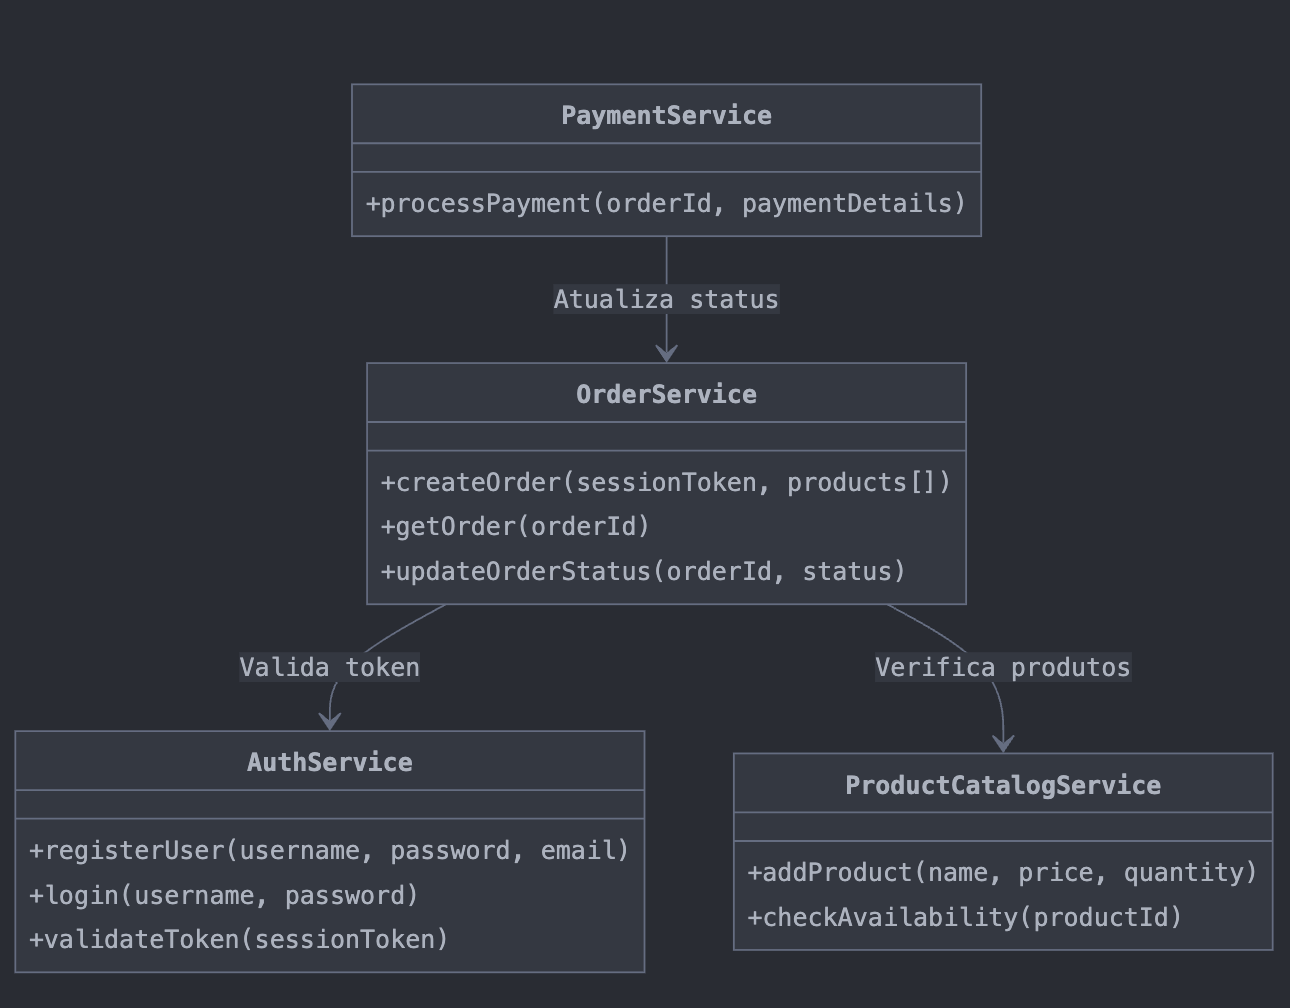 PaymentService
+processPayment(orderId, paymentDetails)
Atualiza status
OrderService
+createOrder(sessionToken, products[])
+getOrder(orderId)
+updateOrderStatus(orderId, status)
Valida token
Verifica produtos
AuthService
+registerUser(username, password, email)
+login(username, password)
+validateToken(sessionToken)
ProductCatalogService
+addProduct(name, price, quantity)
+checkAvailability(productId)